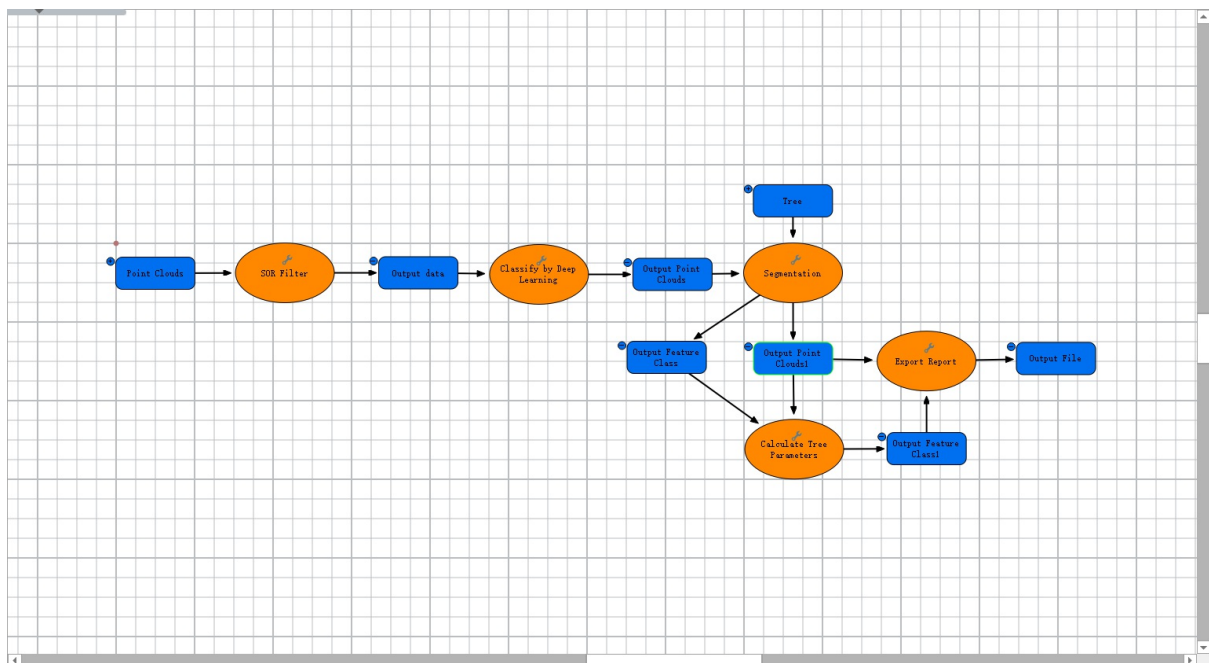 Tree
Point Clouds
SOR Filter
Output data
Classify by Deep
Learning
Output Point
Clouds
Segmentation
Output Feature
Class
Output Point
Clouds1
Export Report
Output File
Calculate Tree
Parameters
Output Feature
Class1